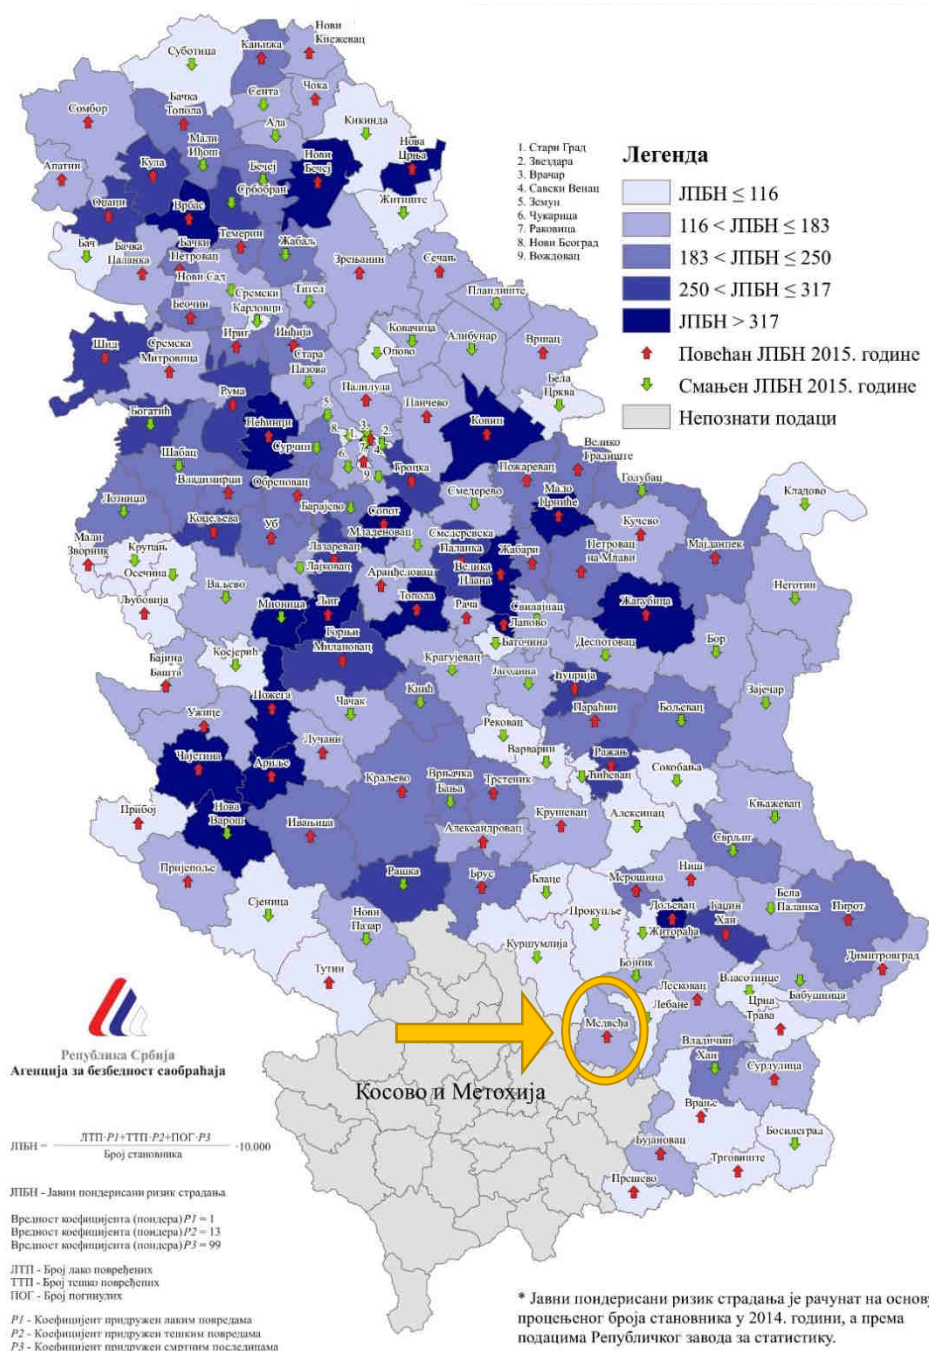 Нови
Кнежевац
Суботица
Кањижа
Чока
Сента
Сомбор
Бачка
Топола
Ада
Кикинда
Мали
Иђош
Нова
Црња
Нови
Бечеј
Апатин
Кула
Бечеј
Србобран
Оџаци
Врбас
Житиште
Темерин
Жабаљ
Бач
Бачка
Паланка
Бачки
Петровац
Зрењанин
Сечањ
Нови Сад
Сремски
Карловци
Тител
Пландиште
Беочин
Ковачица
Алибунар
Опово
Вршац
Шид
Сремска
Митровица
Ириг
Инђија
Стара
Пазова
Бела
Црква
Рума
Палилула
Панчево
Ковин
Богатић
Пећинци
Сурчин
5.
8.
1.
3.
2.
7.
4.
6.
9.
Шабац
Владимирци
Обреновац
Гроцка
Пожаревац
Велико
Градиште
Голубац
Кладово
Лозница
Барајево
Сопот
Смедерево
Мало
Црниће
Коцељева
Уб
Младеновац
Смедеревска
Паланка
Кучево
Мајданпек
Мали
Зворник
Крупањ
Осечина
Лазаревац
Лајковац
Велика
Плана
Жабари
Петровац
на Млави
Љубовија
Ваљево
Аранђеловац
Неготин
Мионица
Љиг
Топола
Рача
Свилајнац
Жагубица
Лапово
Баточина
Косјерић
Горњи
Милановац
Крагујевац
Деспотовац
Бор
Бајина
Башта
Јагодина
Пожега
Чачак
Кнић
Ћуприја
Параћин
Бољевац
Зајечар
Ужице
Лучани
Рековац
Варварин
Ражањ
Чајетина
Ариље
Краљево
Врњачка
Бања
Трстеник
Ћићевац
Сокобања
Прибој
Нова
Варош
Ивањица
Александровац
Крушевац
Алексинац
Књажевац
Сврљиг
Пријепоље
Рашка
Брус
Блаце
Мерошина
Ниш
Бела
Паланка
Пирот
Сјеница
Нови
Пазар
Прокупље
Дољевац
Гаџин
Хан
Житорађа
Куршумлија
Димитровград
Тутин
Бојник
Лесковац
Власотинце
Бабушница
Медвеђа
Лебане
Црна
Трава
Владичин
Хан
Сурдулица
Косово и Метохија
Врање
Босилеград
Бујановац
Трговиште
Прешево
1. Стари Град
2. Звездара
3. Врачар
4. Савски Венац
5. Земун
6. Чукарица
7. Раковица
8. Нови Београд
9. Вождовац
Легенда
ЈПБН ≤ 116
116 < ЈПБН ≤ 183
183 < ЈПБН ≤ 250
250 < ЈПБН ≤ 317
ЈПБН > 317
Повећан ЈПБН 2015. године
Смањен ЈПБН 2015. године
Непознати подаци
Република Србија
Агенција за безбедност саобраћаја
ЈПБН = ЛТП·P1+ТТП·P2+ПОГ·P3 ·10.000
Број становника
ЈПБН - Јавни пондерисани ризик страдања
Вредност коефицијента (пондера) P1 = 1
Вредност коефицијента (пондера) P2 = 13
Вредност коефицијента (пондера) P3 = 99
ЛТП - Број лако повређених
ТТП - Број тешко повређених
ПОГ - Број погинулих
P1 - Коефицијент придружен лаким повредама
P2 - Коефицијент придружен тешким повредама
P3 - Коефицијент придружен смртним последицама
* Јавни пондерисани ризик страдања је рачунат на основу
процењеног броја становника у 2014. години, а према
подацима Републичког завода за статистику.